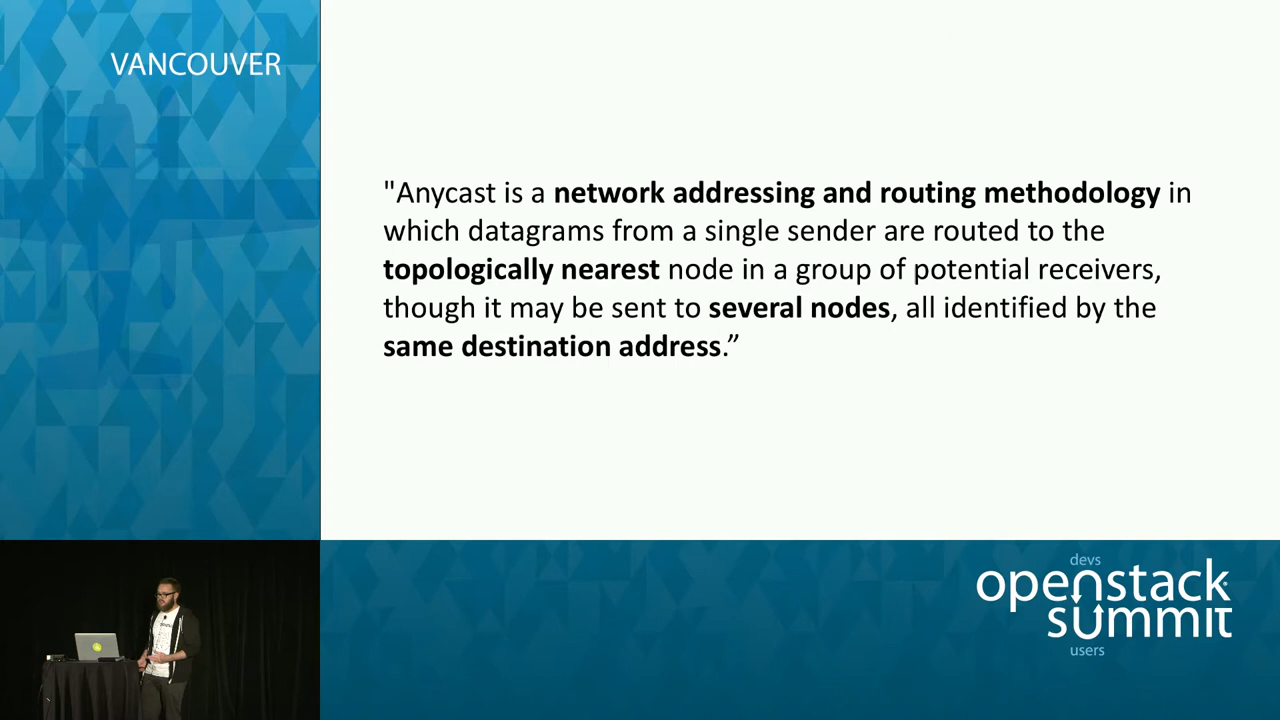 VANCOUVER
"Anycast is a network addressing and routing methodology in
which datagrams from a single sender are routed to the
topologically nearest node in a group of potential receivers,
though it may be sent to several nodes, all identified by the
same destination address.”
devs
openstack
summit
users